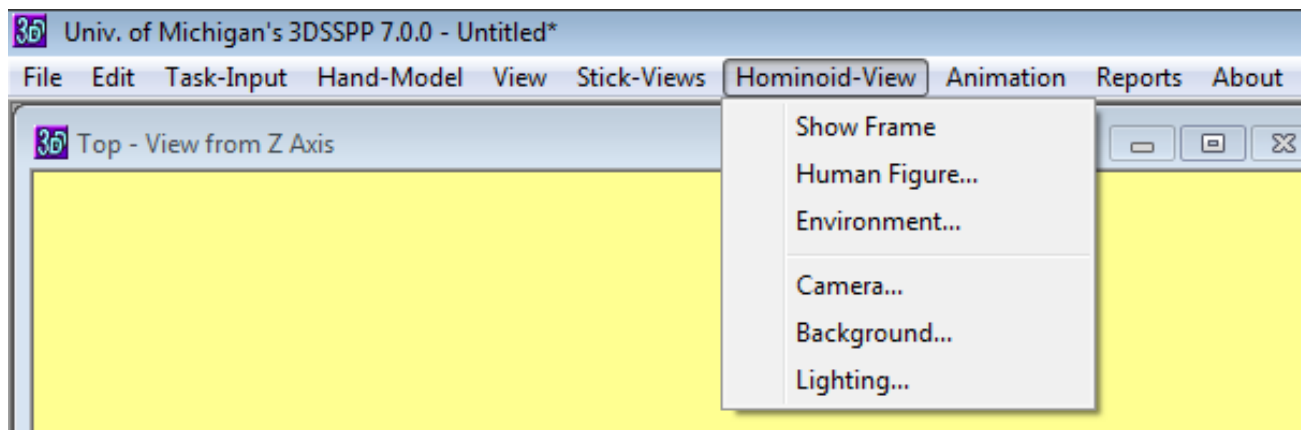 3D Univ. of Michigan's 3DSSPP 7.0.0 - Untitled*
File Edit Task-Input Hand-Model View Stick-Views Hominoid-View Animation Reports About
3D Top - View from Z Axis
Show Frame
Human Figure...
Environment...
Camera...
Background...
Lighting...